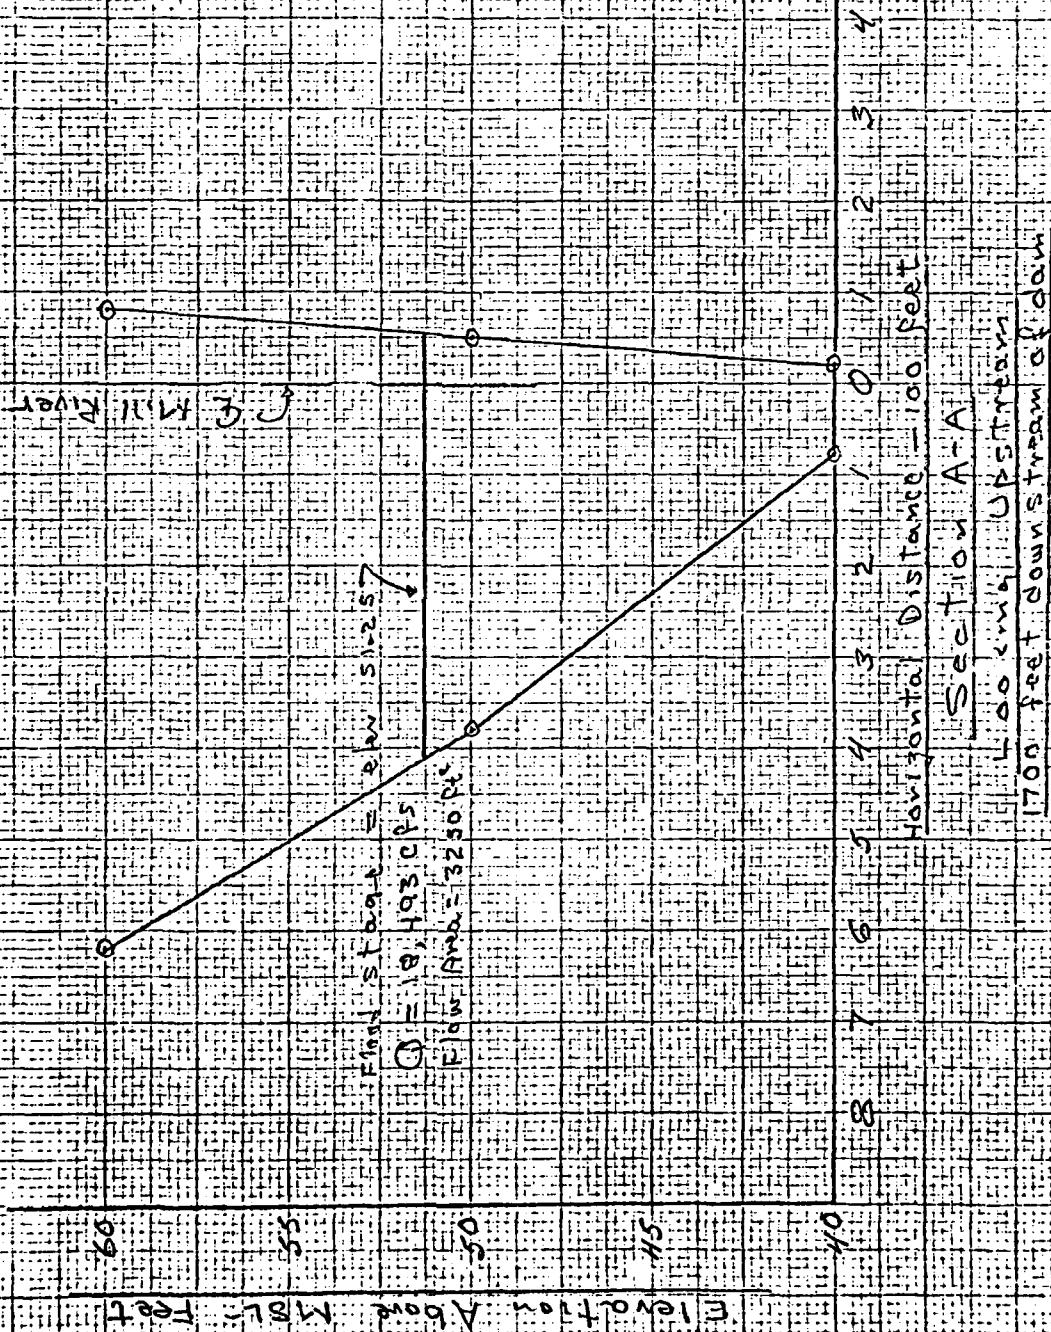 Elevation Above MSL - Feet
60
55
50
45
40
℄ Mill River
Flood stage = elev 51.25
Q = 18,493 cfs
Flow Area = 3250 ft²
8 7 6 5 4 3 2 1 0 1 2 3 4
Horizontal Distance - 100 feet
Section A-A
Looking Upstream
1700 feet downstream of dam